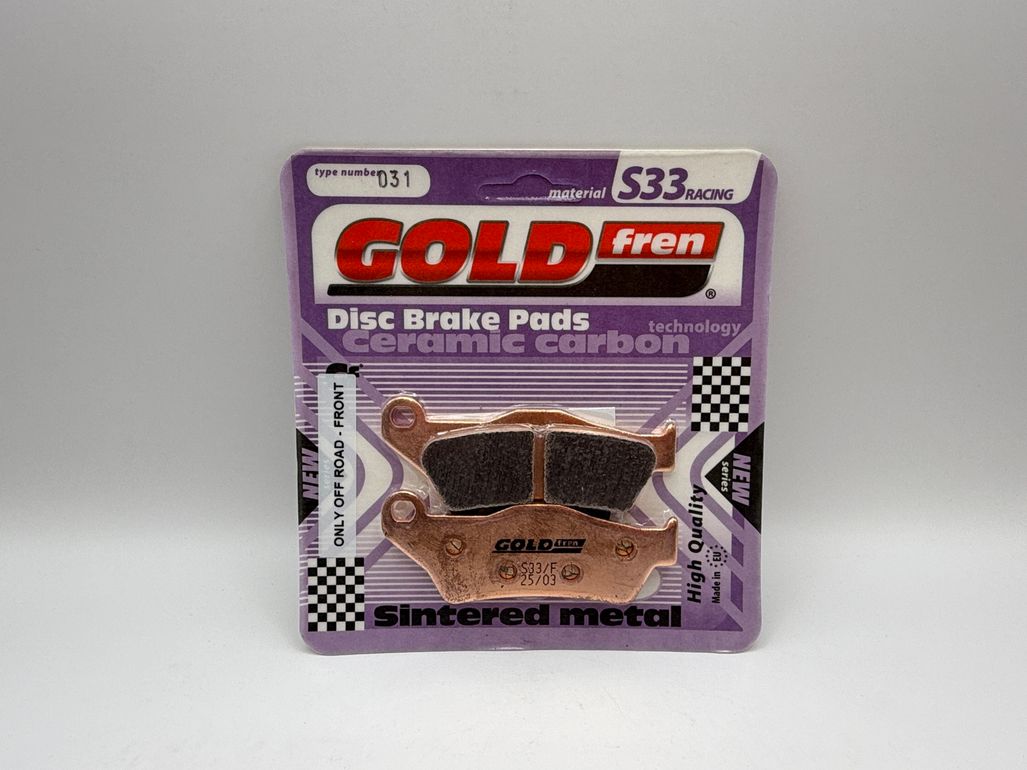 type number 031
material S33 RACING
GOLD fren ®
Disc Brake Pads
technology
Ceramic carbon
ONLY OFF ROAD - FRONT
NEW
NEW
series
GOLD fren
S33/F
25/03
High Quality
Made in EU
Sintered metal